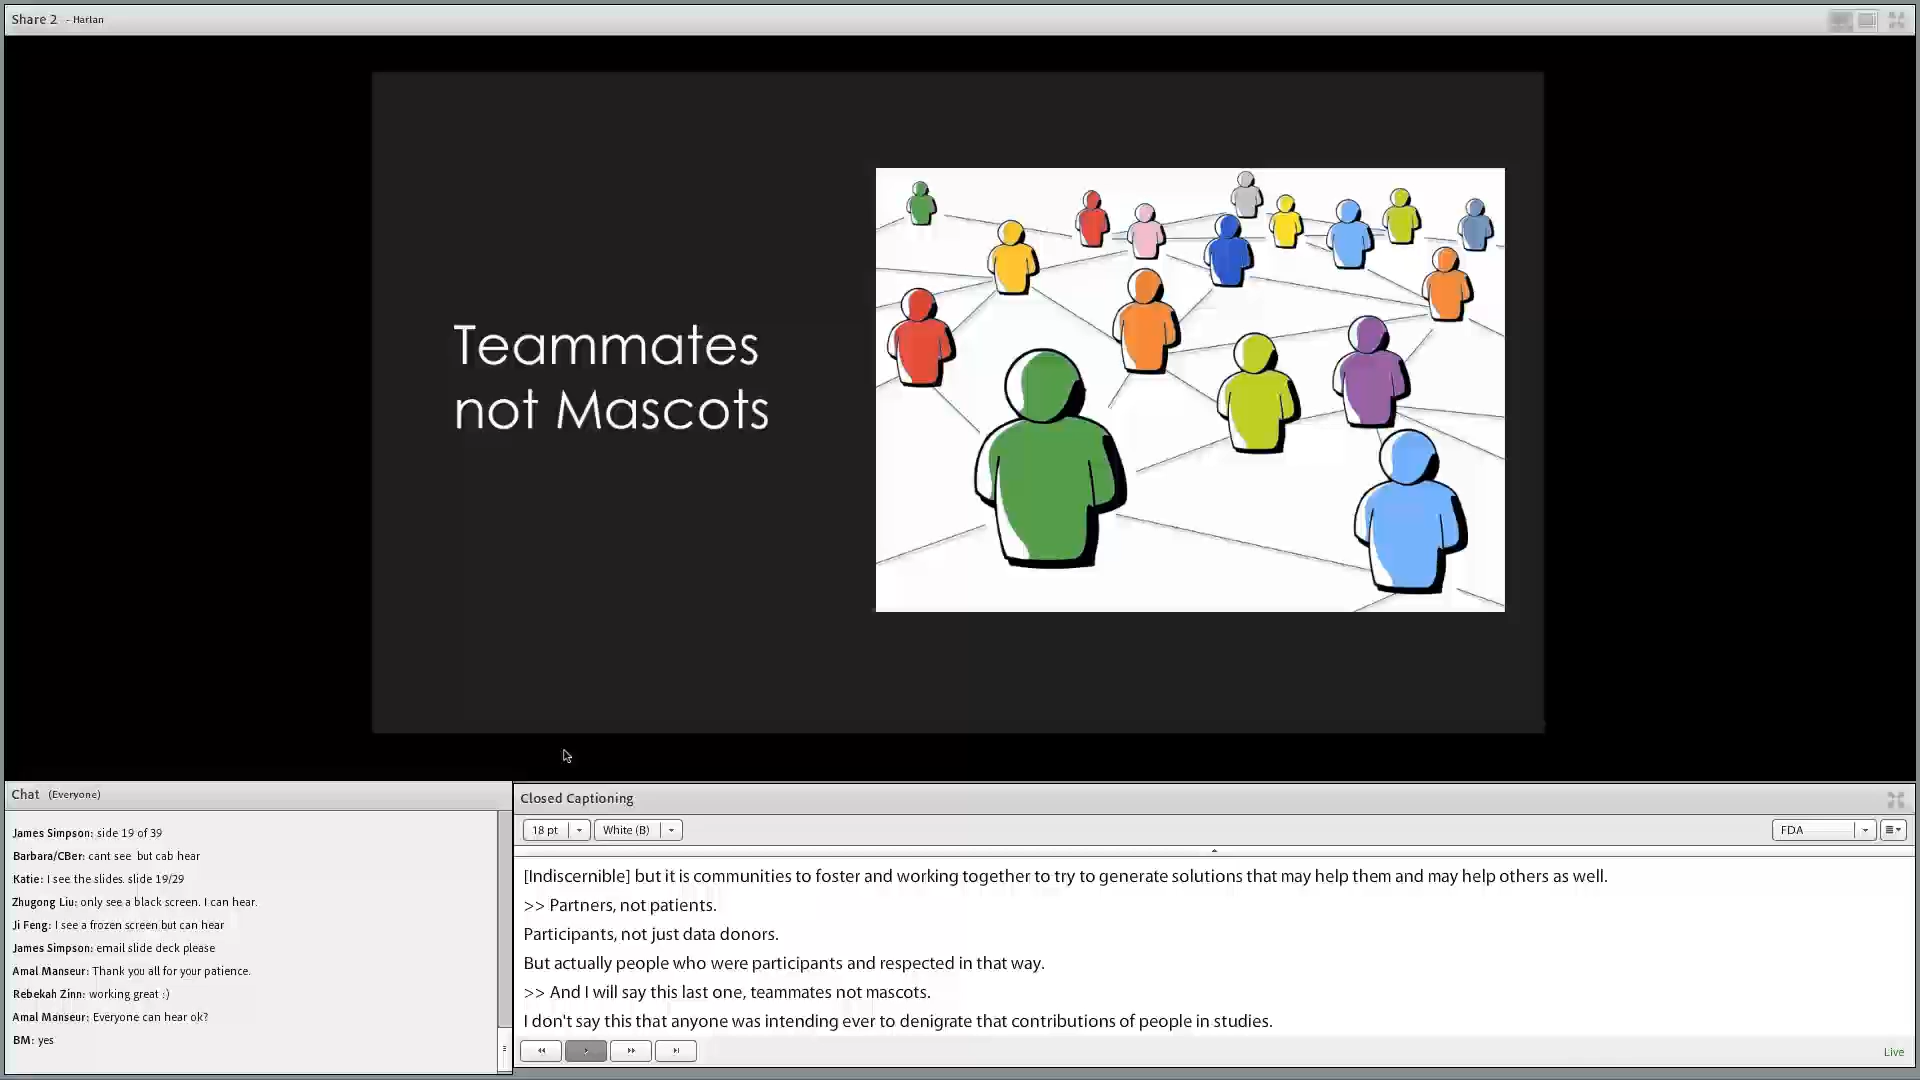 Share 2 - Harlan
Teammates
not Mascots
Chat (Everyone)
James Simpson: side 19 of 39
Barbara/CBer: cant see but cab hear
Katie: I see the slides. slide 19/29
Zhugong Liu: only see a black screen. I can hear.
Ji Feng: I see a frozen screen but can hear
James Simpson: email slide deck please
Amal Manseur: Thank you all for your patience.
Rebekah Zinn: working great :)
Amal Manseur: Everyone can hear ok?
BM: yes
Closed Captioning
18 pt White (B) FDA
[Indiscernible] but it is communities to foster and working together to try to generate solutions that may help them and may help others as well.
>> Partners, not patients.
Participants, not just data donors.
But actually people who were participants and respected in that way.
>> And I will say this last one, teammates not mascots.
I don't say this that anyone was intending ever to denigrate that contributions of people in studies.
Live